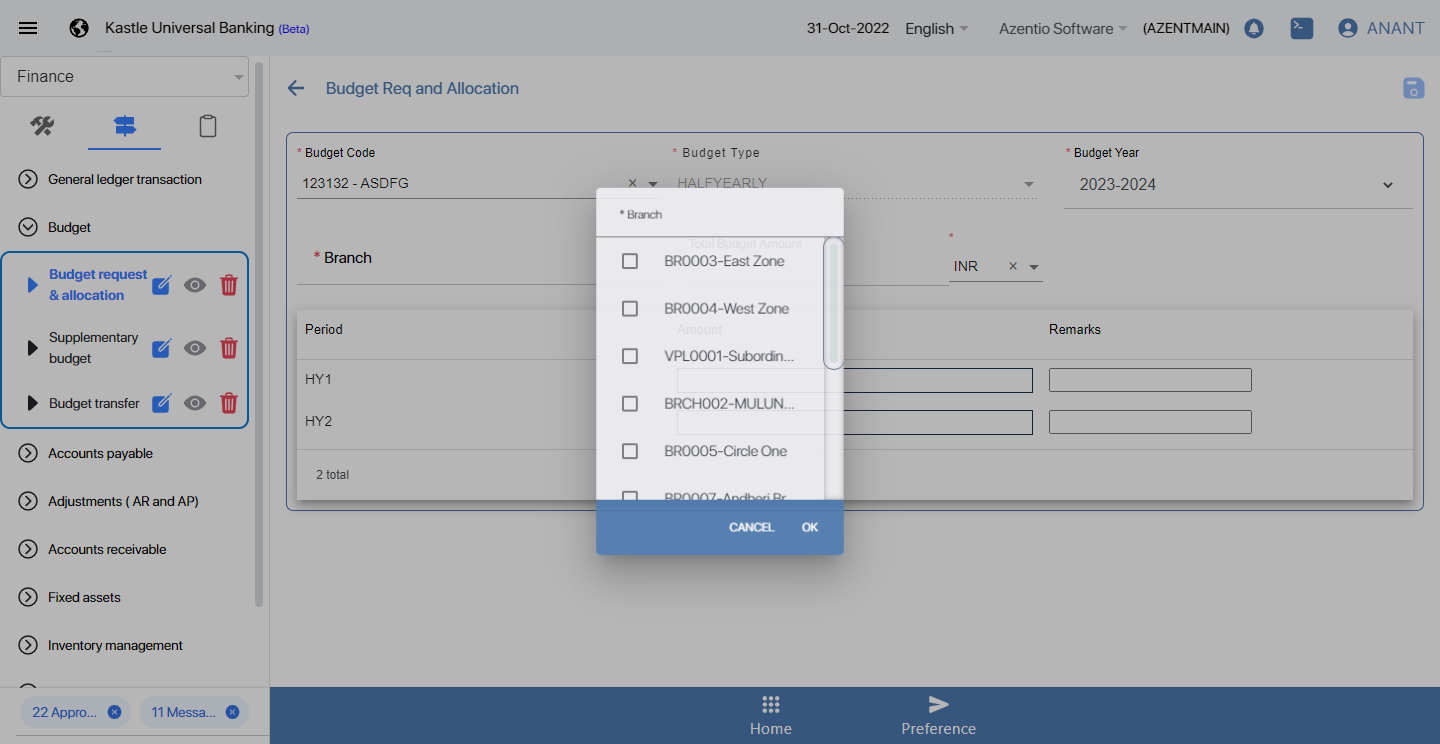 Kastle Universal Banking (Beta)
31-Oct-2022
English
Azentio Software
(AZENTMAIN)
ANANT
Finance
General ledger transaction
Budget
Budget request
& allocation
Supplementary
budget
Budget transfer
Accounts payable
Adjustments ( AR and AP)
Accounts receivable
Fixed assets
Inventory management
22 Appro...
11 Messa...
Budget Req and Allocation
* Budget Code
* Budget Type
* Budget Year
123132 - ASDFG
HALFYEARLY
2023-2024
* Branch
Total Budget Amount
*
INR
Period
Amount
Remarks
HY1
HY2
2 total
* Branch
BR0003-East Zone
BR0004-West Zone
VPL0001-Subordin...
BRCH002-MULUN...
BR0005-Circle One
BR0007-Andheri Br
CANCEL
OK
Home
Preference